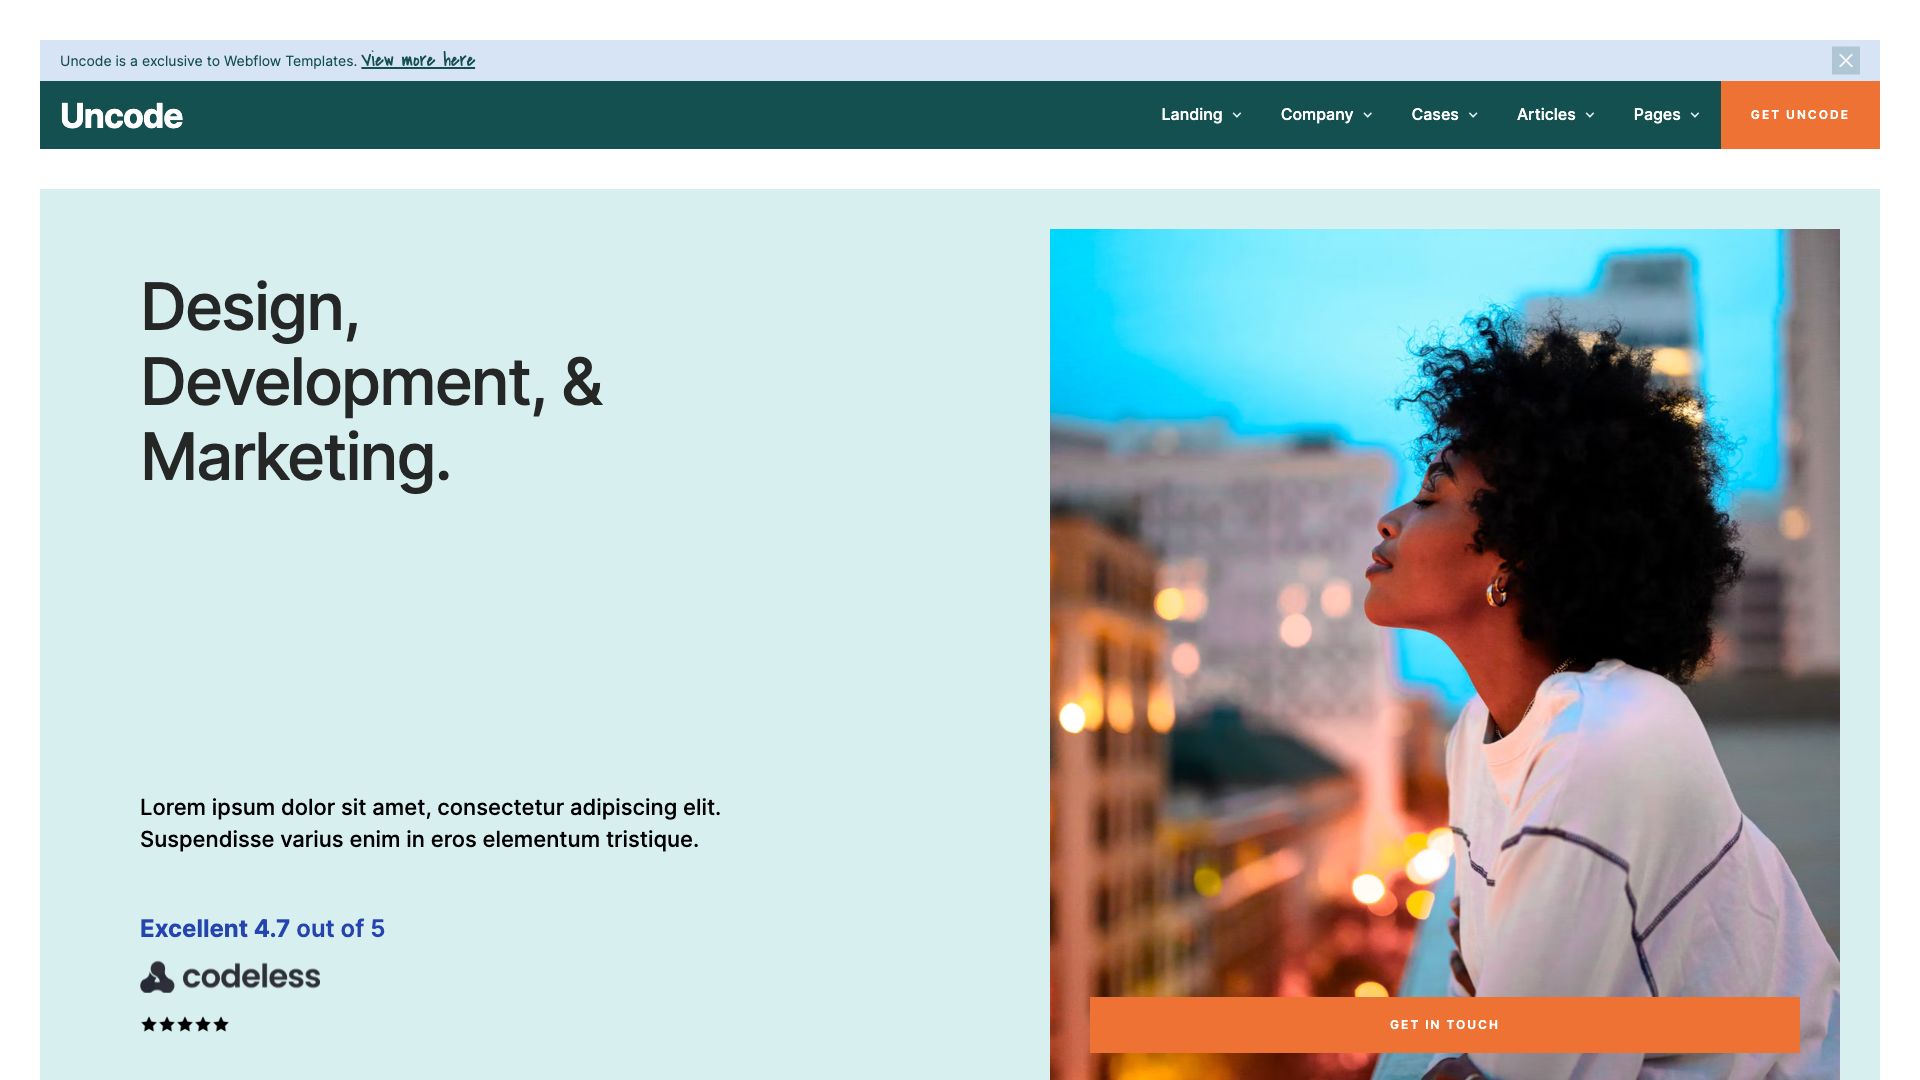 Uncode is a exclusive to Webflow Templates. View more here
Uncode
Landing
Company
Cases
Articles
Pages
GET UNCODE
Design,
Development, &
Marketing.
Lorem ipsum dolor sit amet, consectetur adipiscing elit.
Suspendisse varius enim in eros elementum tristique.
Excellent 4.7 out of 5
codeless
GET IN TOUCH